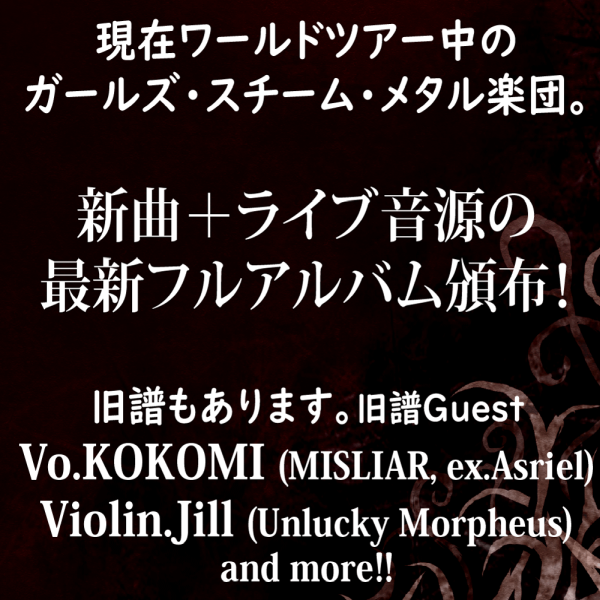 現在ワールドツアー中の
ガールズ・スチーム・メタル楽団。
新曲＋ライブ音源の
最新フルアルバム頒布！
旧譜もあります。旧譜Guest
Vo.KOKOMI (MISLIAR, ex.Asriel)
Violin.Jill (Unlucky Morpheus)
and more!!